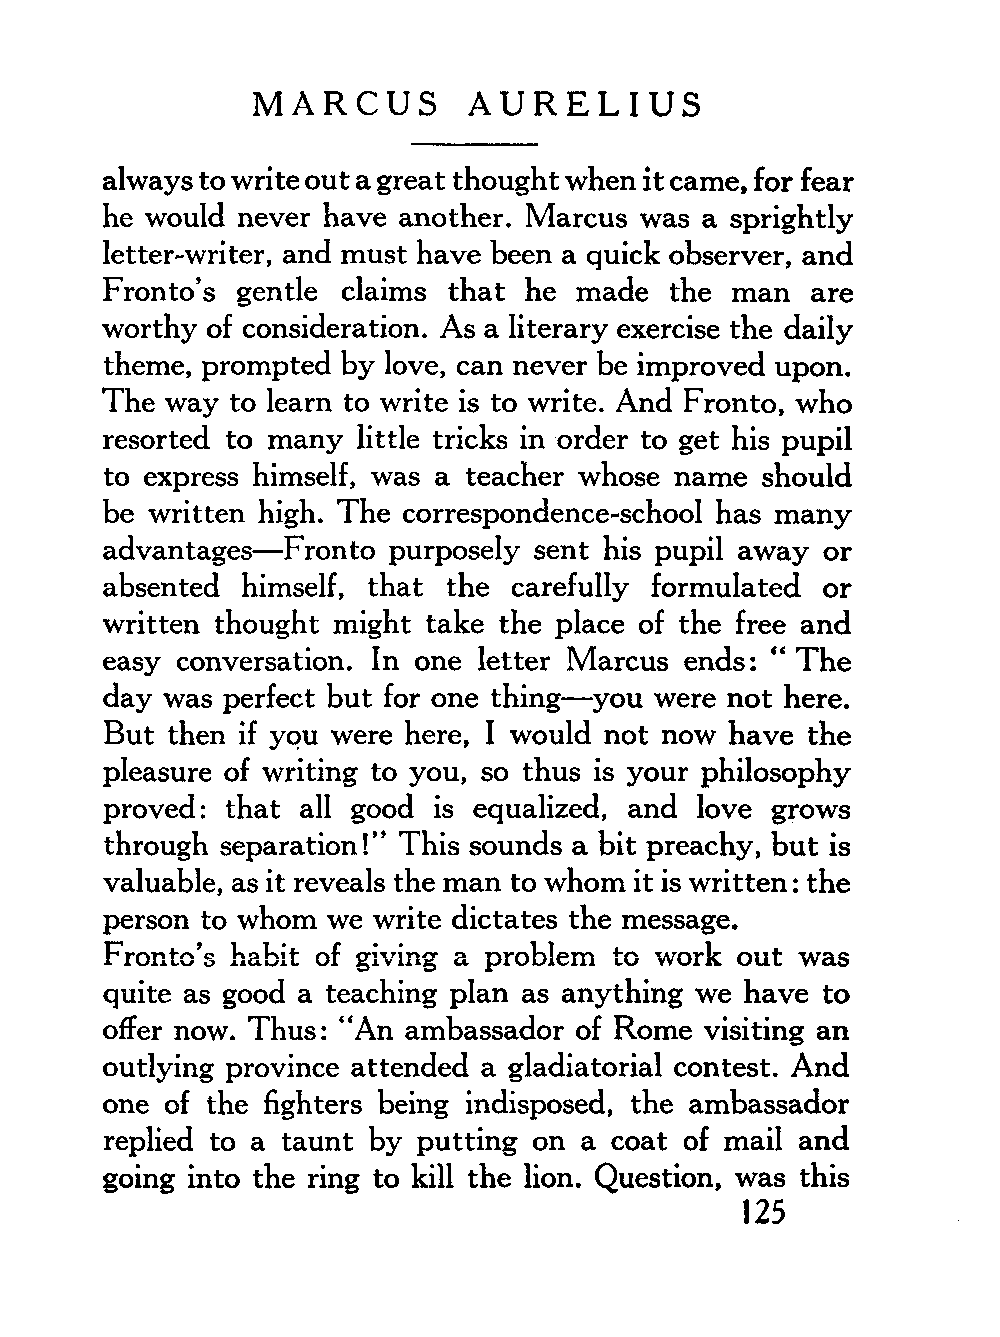 MARCUS AURELIUS
always to write out a great thought when it came, for fear
he would never have another. Marcus was a sprightly
letter-writer, and must have been a quick observer, and
Fronto's gentle claims that he made the man are
worthy of consideration. As a literary exercise the daily
theme, prompted by love, can never be improved upon.
The way to learn to write is to write. And Fronto, who
resorted to many little tricks in order to get his pupil
to express himself, was a teacher whose name should
be written high. The correspondence-school has many
advantages—Fronto purposely sent his pupil away or
absented himself, that the carefully formulated or
written thought might take the place of the free and
easy conversation. In one letter Marcus ends: “ The
day was perfect but for one thing—you were not here.
But then if you were here, I would not now have the
pleasure of writing to you, so thus is your philosophy
proved: that all good is equalized, and love grows
through separation!” This sounds a bit preachy, but is
valuable, as it reveals the man to whom it is written: the
person to whom we write dictates the message.
Fronto's habit of giving a problem to work out was
quite as good a teaching plan as anything we have to
offer now. Thus: “An ambassador of Rome visiting an
outlying province attended a gladiatorial contest. And
one of the fighters being indisposed, the ambassador
replied to a taunt by putting on a coat of mail and
going into the ring to kill the lion. Question, was this
125